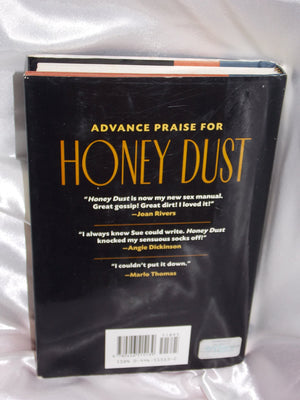 ADVANCE PRAISE FOR
HONEY DUST
"Honey Dust is now my new sex manual.
Great gossip! Great dirt! I loved it!"
—Joan Rivers
"I always knew Sue could write. Honey Dust
knocked my sensuous socks off!"
—Angie Dickinson
"I couldn't put it down."
—Marlo Thomas